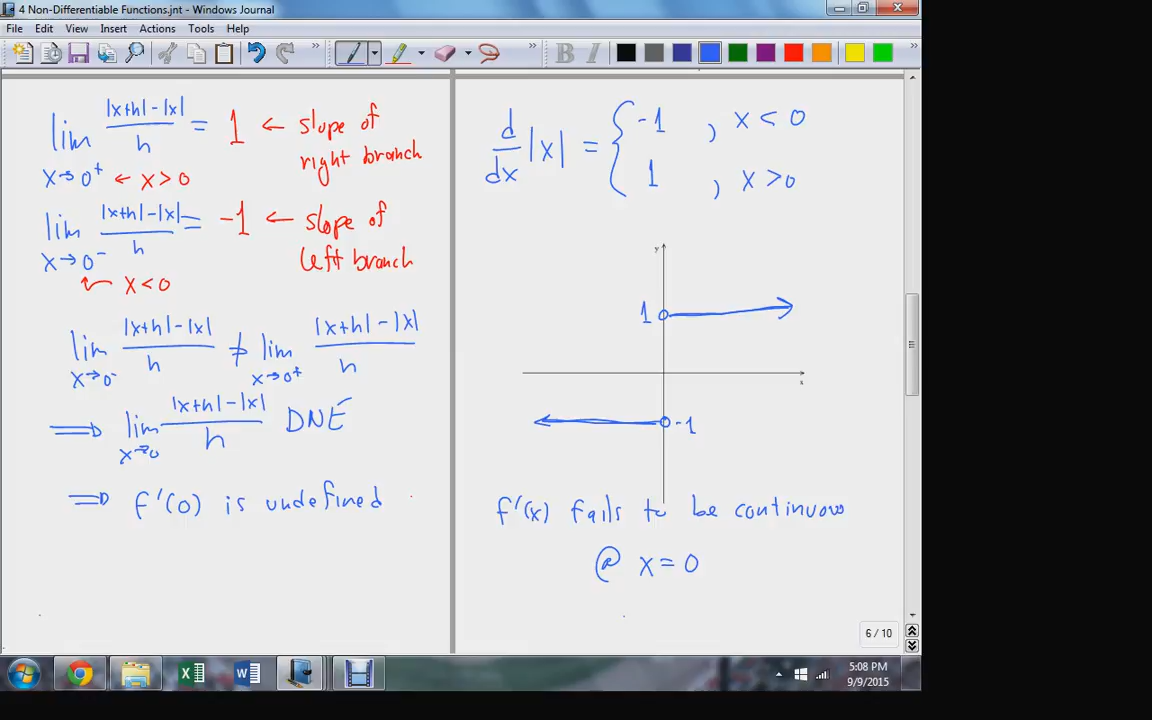 4 Non-Differentiable Functions.jnt - Windows Journal
File Edit View Insert Actions Tools Help
lim |x+h| - |x| / h = 1 ← slope of
right branch
x→0⁺ ← x > 0
lim |x+h| - |x| / h = -1 ← slope of
left branch
x→0⁻
x < 0
lim |x+h| - |x| / h ≠ lim |x+h| - |x| / h
x→0⁻ x→0⁺
⟹ lim |x+h| - |x| / h DNE
x→0
⟹ f'(0) is undefined
d/dx |x| = { -1 , x < 0
1 , x > 0
y
1
x
-1
f'(x) fails to be continuous
@ x = 0
6 / 10
5:08 PM
9/9/2015